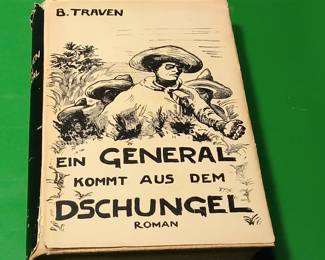 B. TRAVEN
EIN GENERAL
KOMMT AUS DEM
DSCHUNGEL
ROMAN